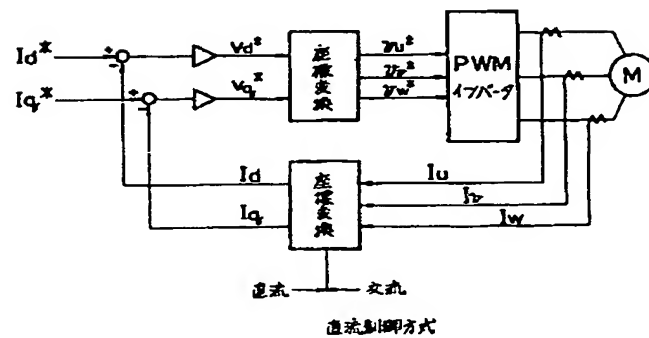 Id* + - Vd* 座標変換 vu* PWM インバータ M
Iq* + - Vq* vv*
vw*
Id 座標変換 Iu
Iq Iv
Iw
直流 交流
直流制御方式